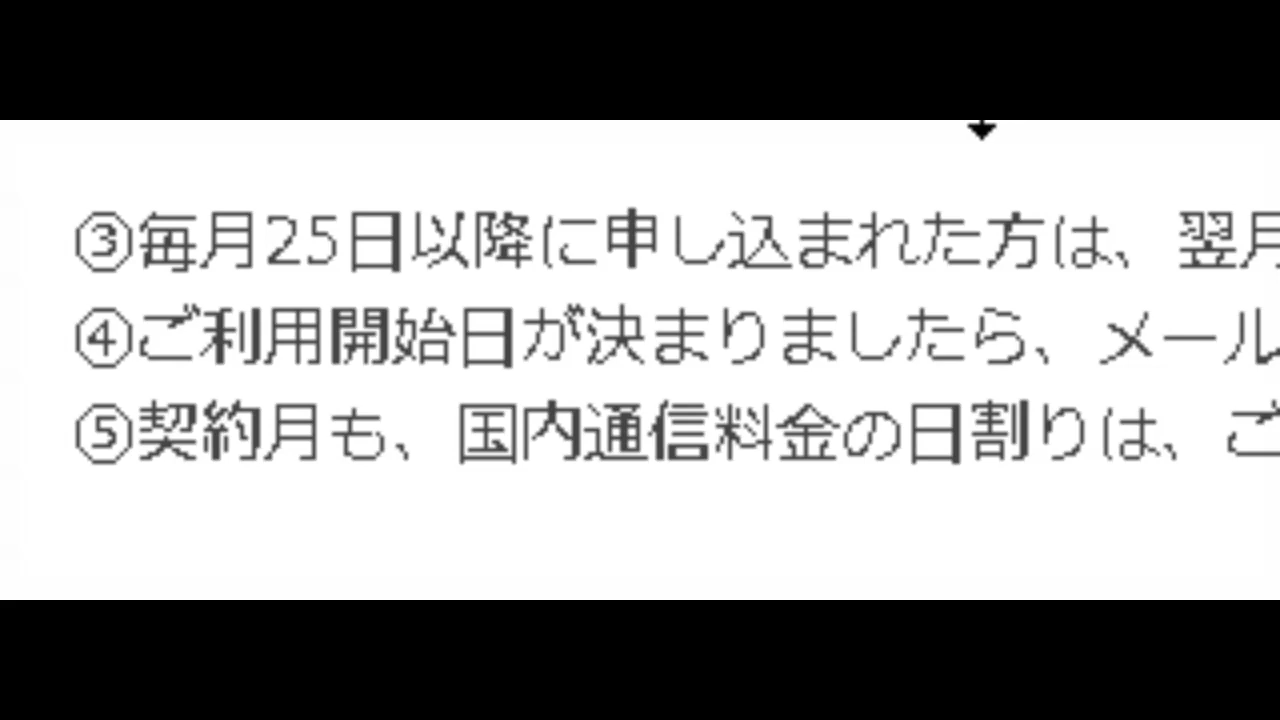 ③毎月25日以降に申し込まれた方は、翌月
④ご利用開始日が決まりましたら、メール
⑤契約月も、国内通信料金の日割りは、ご